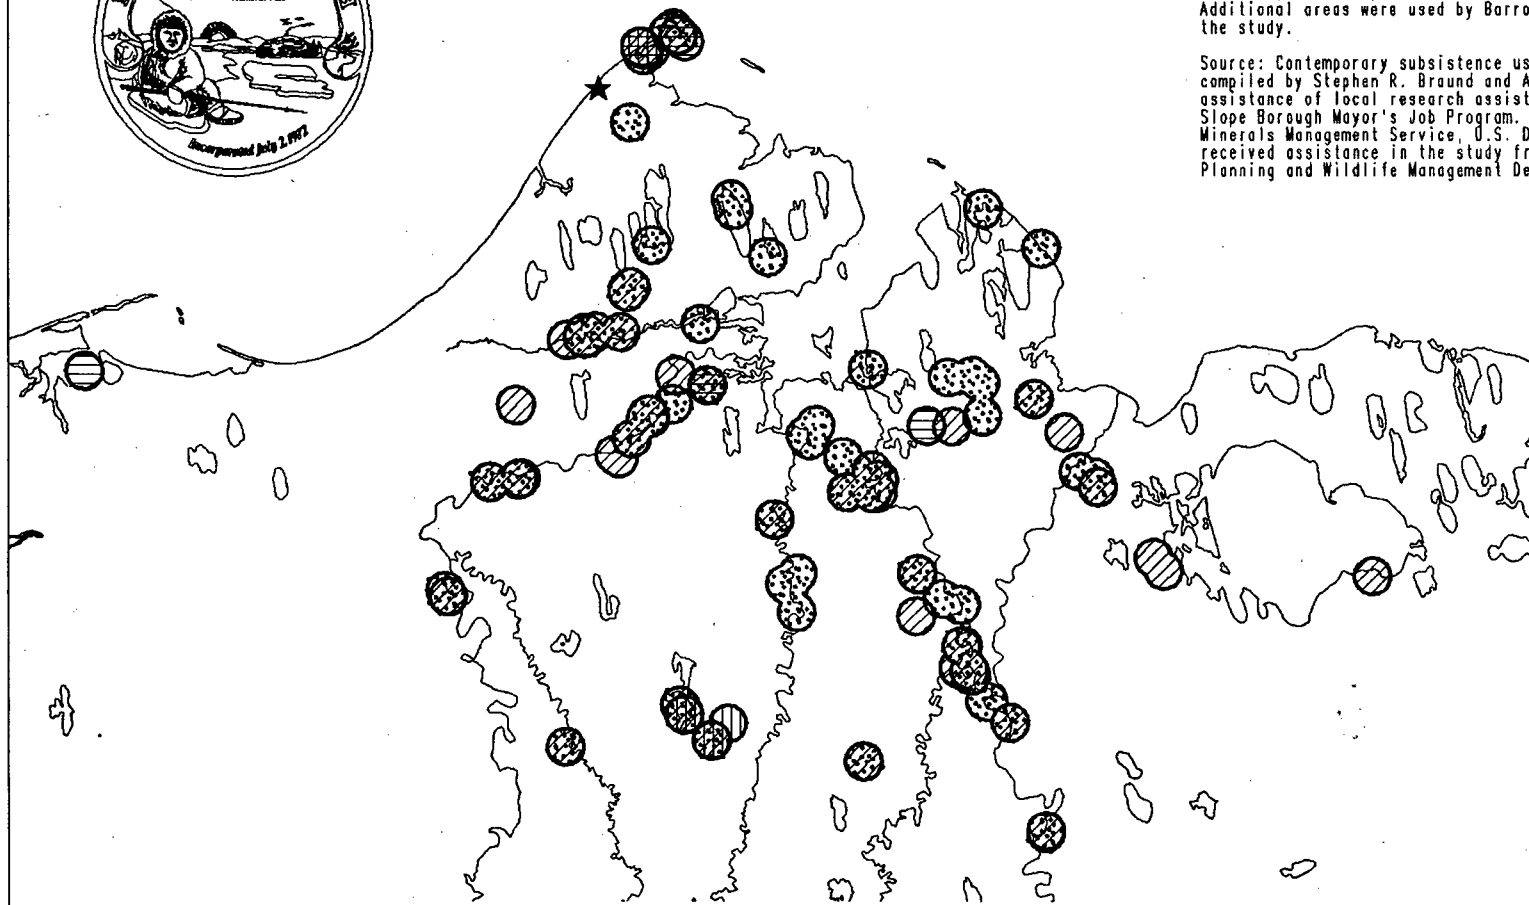 Incorporated July 2, 1972
Additional areas were used by Barro
the study.
Source: Contemporary subsistence us
compiled by Stephen R. Braund and A
assistance of local research assist
Slope Borough Mayor's Job Program.
Minerals Management Service, U.S. D
received assistance in the study fr
Planning and Wildlife Management De